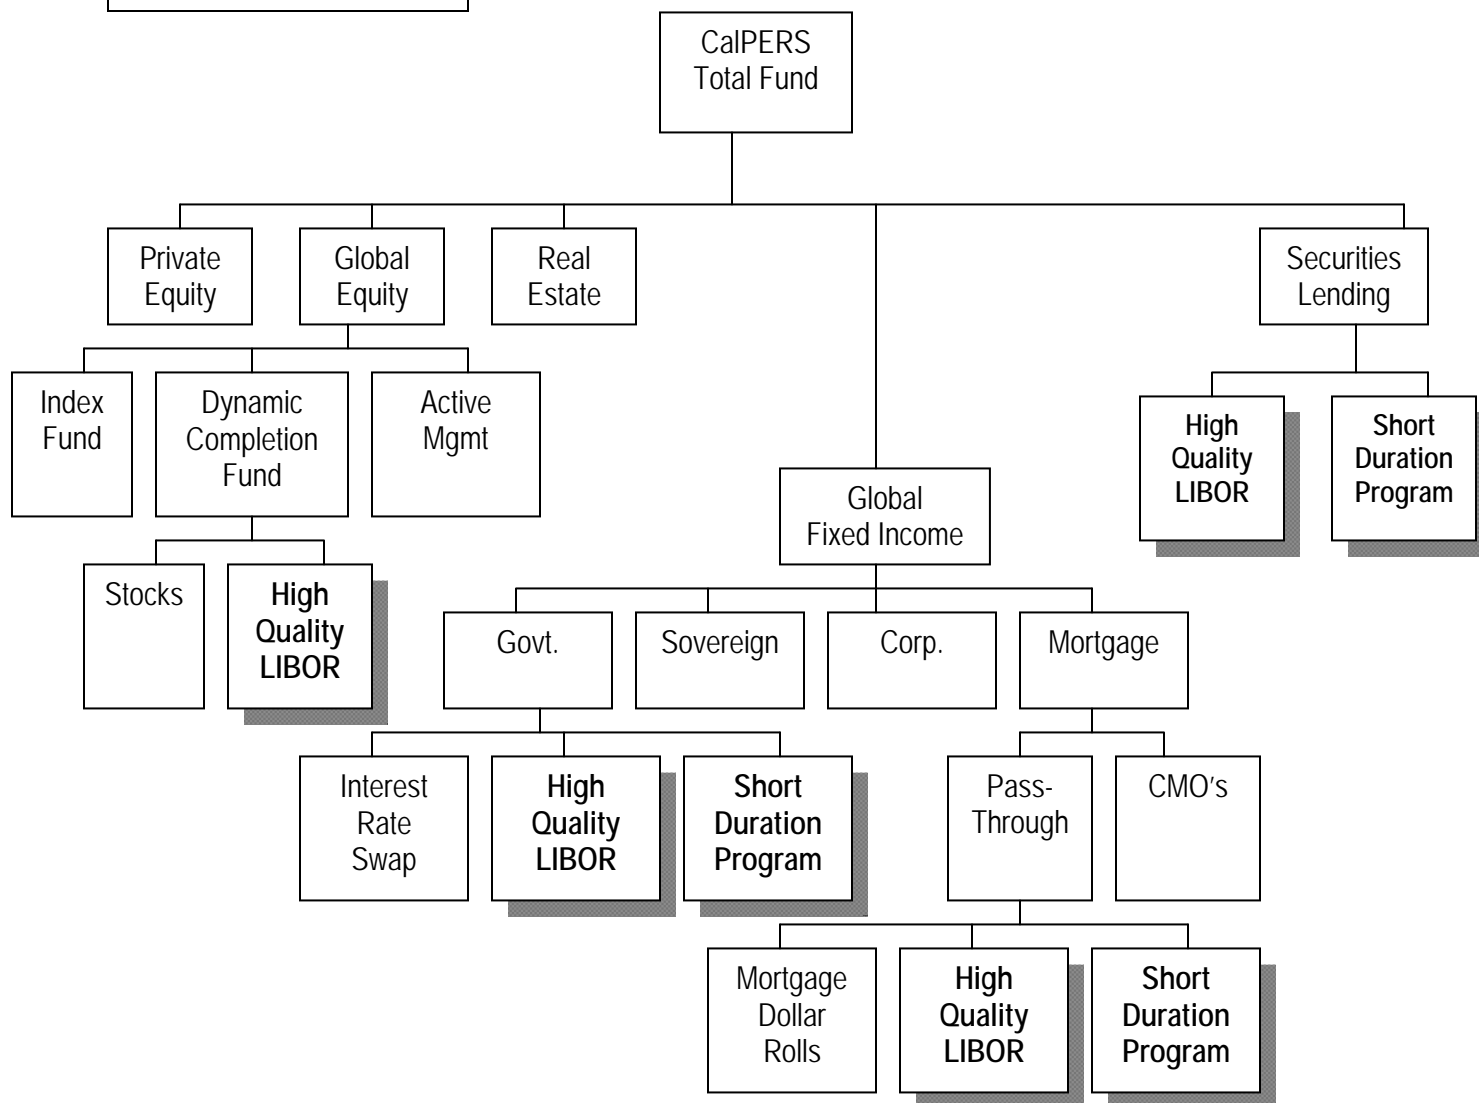 CalPERS
Total Fund
Private
Equity
Global
Equity
Real
Estate
Securities
Lending
Index
Fund
Dynamic
Completion
Fund
Active
Mgmt
High
Quality
LIBOR
Short
Duration
Program
Global
Fixed Income
Stocks
High
Quality
LIBOR
Govt.
Sovereign
Corp.
Mortgage
Interest
Rate
Swap
High
Quality
LIBOR
Short
Duration
Program
Pass-
Through
CMO's
Mortgage
Dollar
Rolls
High
Quality
LIBOR
Short
Duration
Program